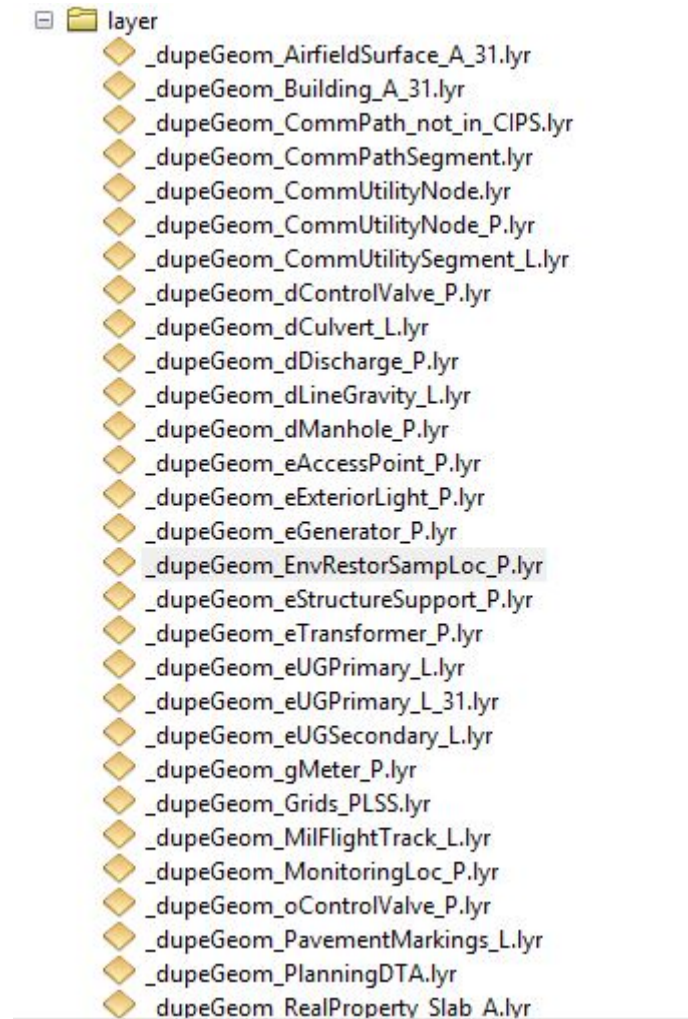 layer
_dupeGeom_AirfieldSurface_A_31.lyr
_dupeGeom_Building_A_31.lyr
_dupeGeom_CommPath_not_in_CIPS.lyr
_dupeGeom_CommPathSegment.lyr
_dupeGeom_CommUtilityNode.lyr
_dupeGeom_CommUtilityNode_P.lyr
_dupeGeom_CommUtilitySegment_L.lyr
_dupeGeom_dControlValve_P.lyr
_dupeGeom_dCulvert_L.lyr
_dupeGeom_dDischarge_P.lyr
_dupeGeom_dLineGravity_L.lyr
_dupeGeom_dManhole_P.lyr
_dupeGeom_eAccessPoint_P.lyr
_dupeGeom_eExteriorLight_P.lyr
_dupeGeom_eGenerator_P.lyr
_dupeGeom_EnvRestorSampLoc_P.lyr
_dupeGeom_eStructureSupport_P.lyr
_dupeGeom_eTransformer_P.lyr
_dupeGeom_eUGPrimary_L.lyr
_dupeGeom_eUGPrimary_L_31.lyr
_dupeGeom_eUGSecondary_L.lyr
_dupeGeom_gMeter_P.lyr
_dupeGeom_Grids_PLSS.lyr
_dupeGeom_MilFlightTrack_L.lyr
_dupeGeom_MonitoringLoc_P.lyr
_dupeGeom_oControlValve_P.lyr
_dupeGeom_PavementMarkings_L.lyr
_dupeGeom_PlanningDTA.lyr
_dupeGeom_RealProperty_Slab_A.lyr